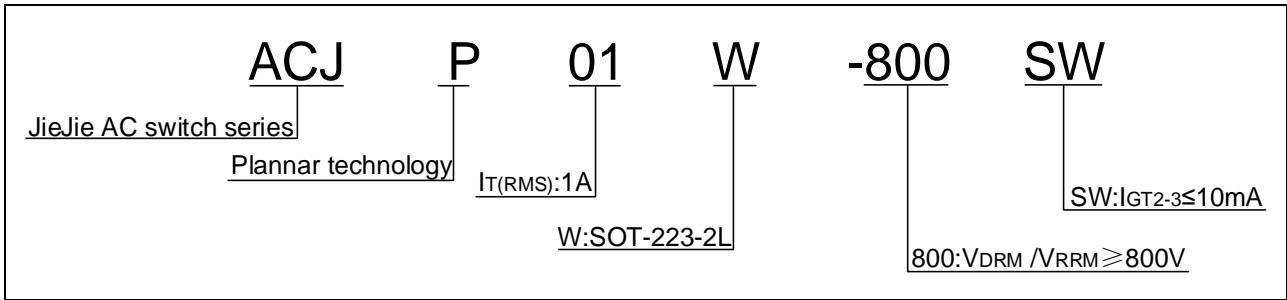 ACJ P 01 W -800 SW
JieJie AC switch series
Plannar technology
IT(RMS):1A
SW:IGT2-3≤10mA
W:SOT-223-2L
800:VDRM /VRRM≥800V